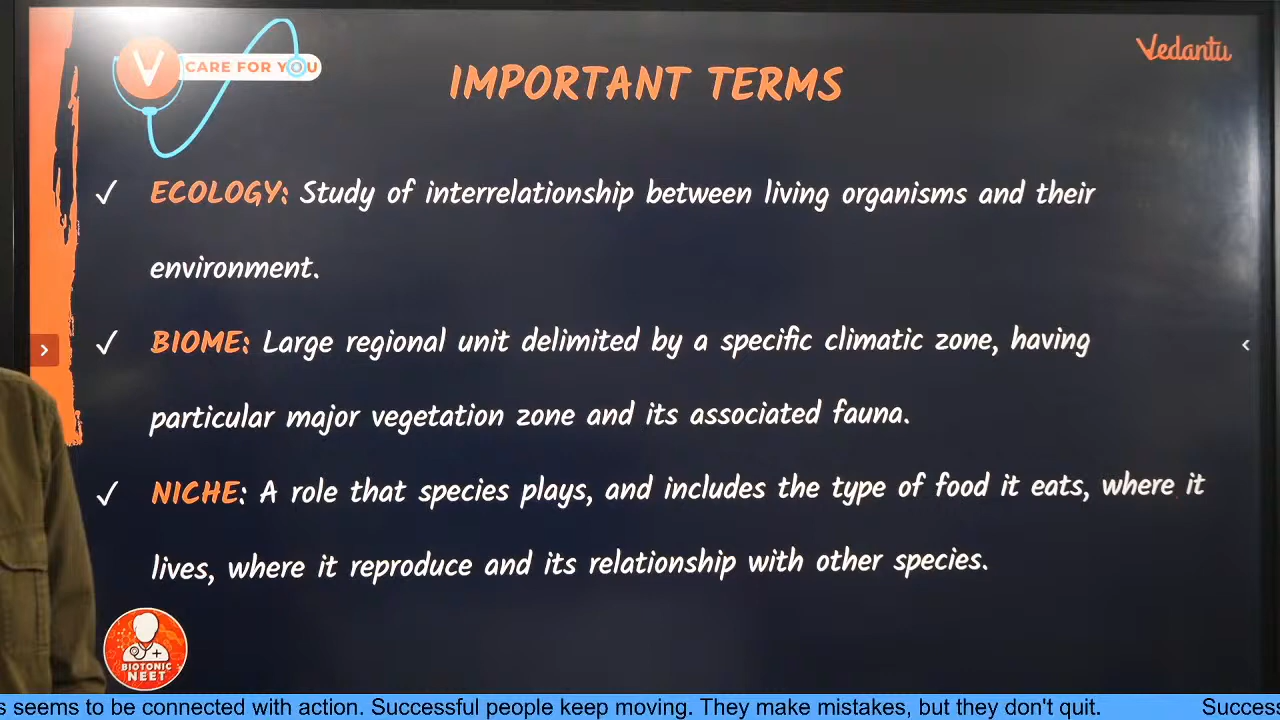 CARE FOR YOU
Vedantu
IMPORTANT TERMS
✓ ECOLOGY: Study of interrelationship between living organisms and their
environment.
✓ BIOME: Large regional unit delimited by a specific climatic zone, having
particular major vegetation zone and its associated fauna.
✓ NICHE: A role that species plays, and includes the type of food it eats, where it
lives, where it reproduce and its relationship with other species.
BIOTONIC
NEET
s seems to be connected with action. Successful people keep moving. They make mistakes, but they don't quit. Success